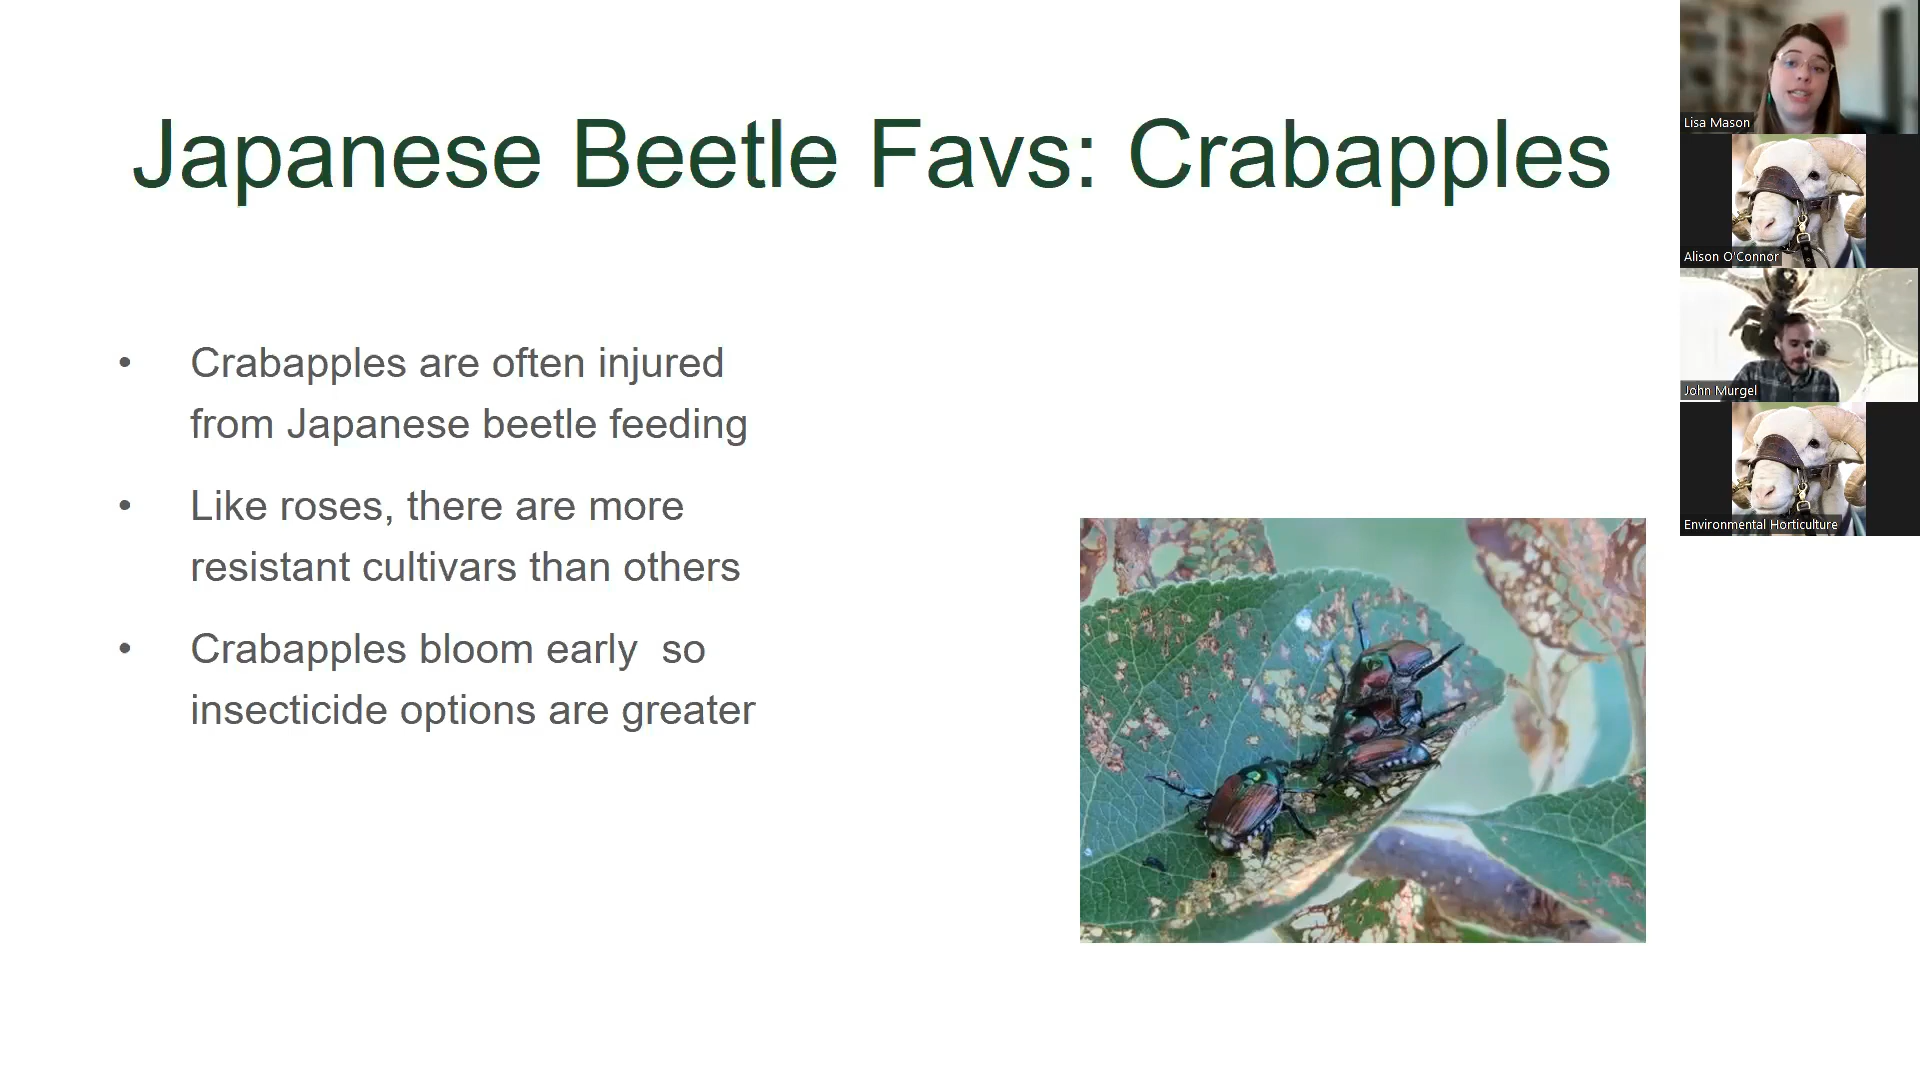 Japanese Beetle Favs: Crabapples
• Crabapples are often injured
from Japanese beetle feeding
• Like roses, there are more
resistant cultivars than others
• Crabapples bloom early  so
insecticide options are greater
Lisa Mason
Alison O'Connor
John Murgel
Environmental Horticulture